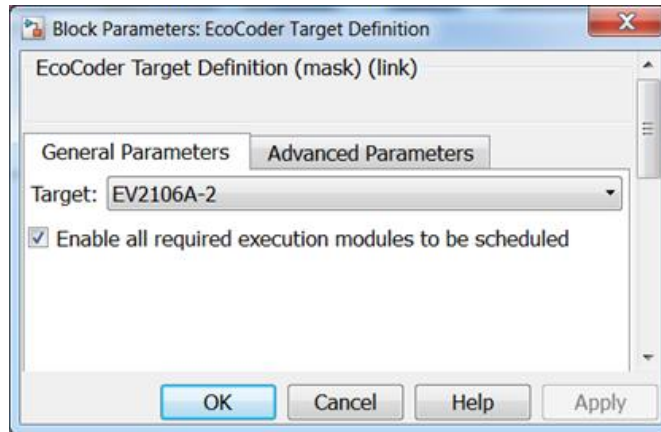 Block Parameters: EcoCoder Target Definition
EcoCoder Target Definition (mask) (link)
General Parameters
Advanced Parameters
Target: EV2106A-2
Enable all required execution modules to be scheduled
OK
Cancel
Help
Apply